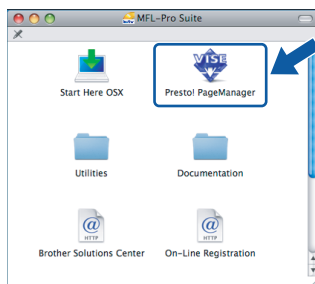 MFL-Pro Suite
VISE
Start Here OSX
Presto! PageManager
Utilities
Documentation
@
HTTP
@
HTTP
Brother Solutions Center
On-Line Registration